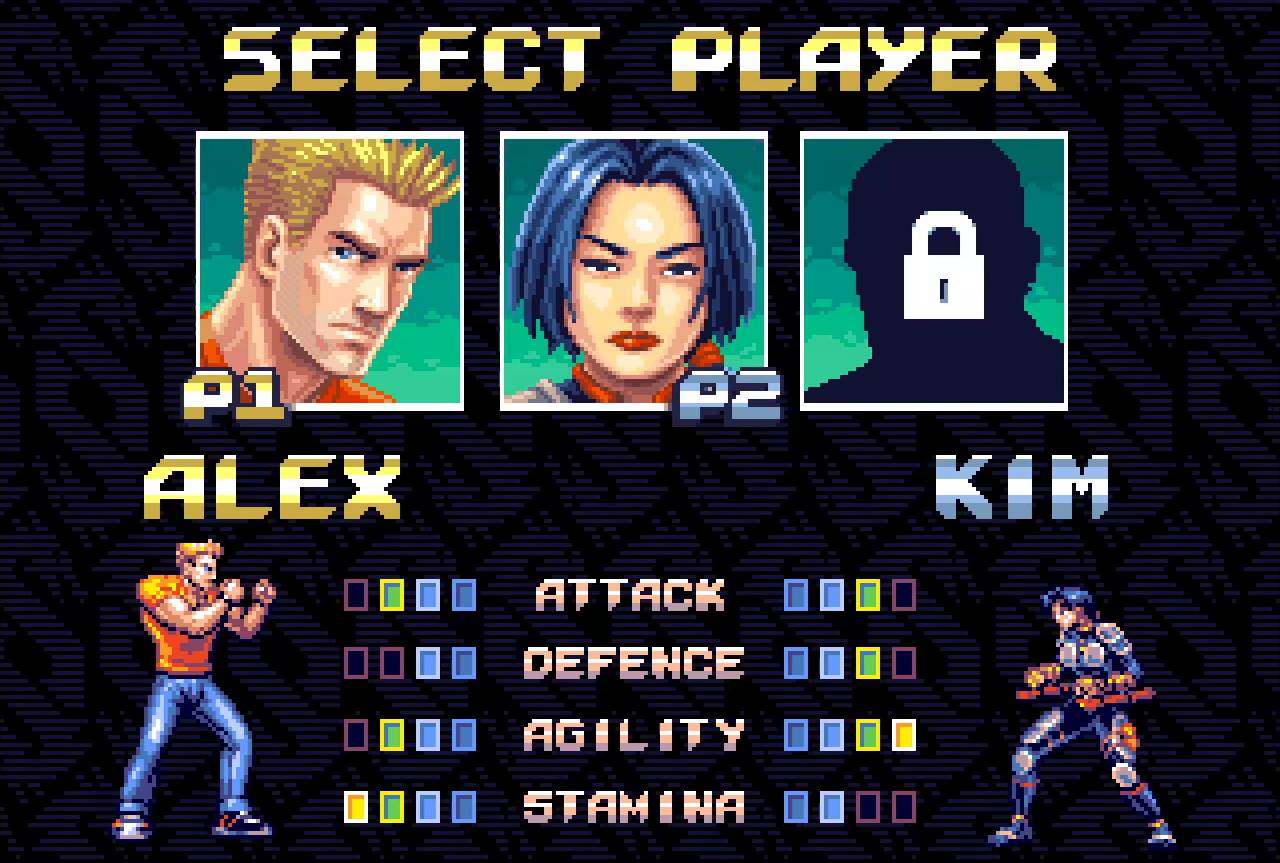 SELECT PLAYER
P1
P2
ALEX
KIM
ATTACK
DEFENCE
AGILITY
STAMINA